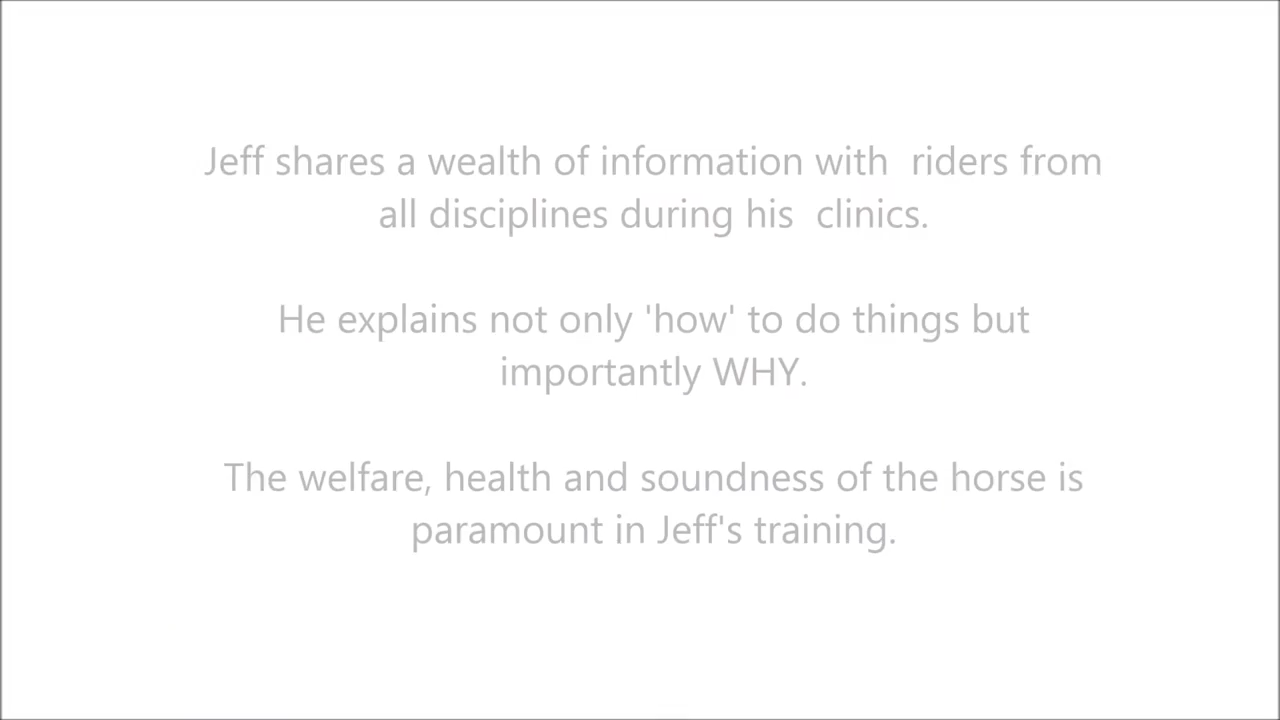 Jeff shares a wealth of information with  riders from
all disciplines during his  clinics.
He explains not only 'how' to do things but
importantly WHY.
The welfare, health and soundness of the horse is
paramount in Jeff's training.